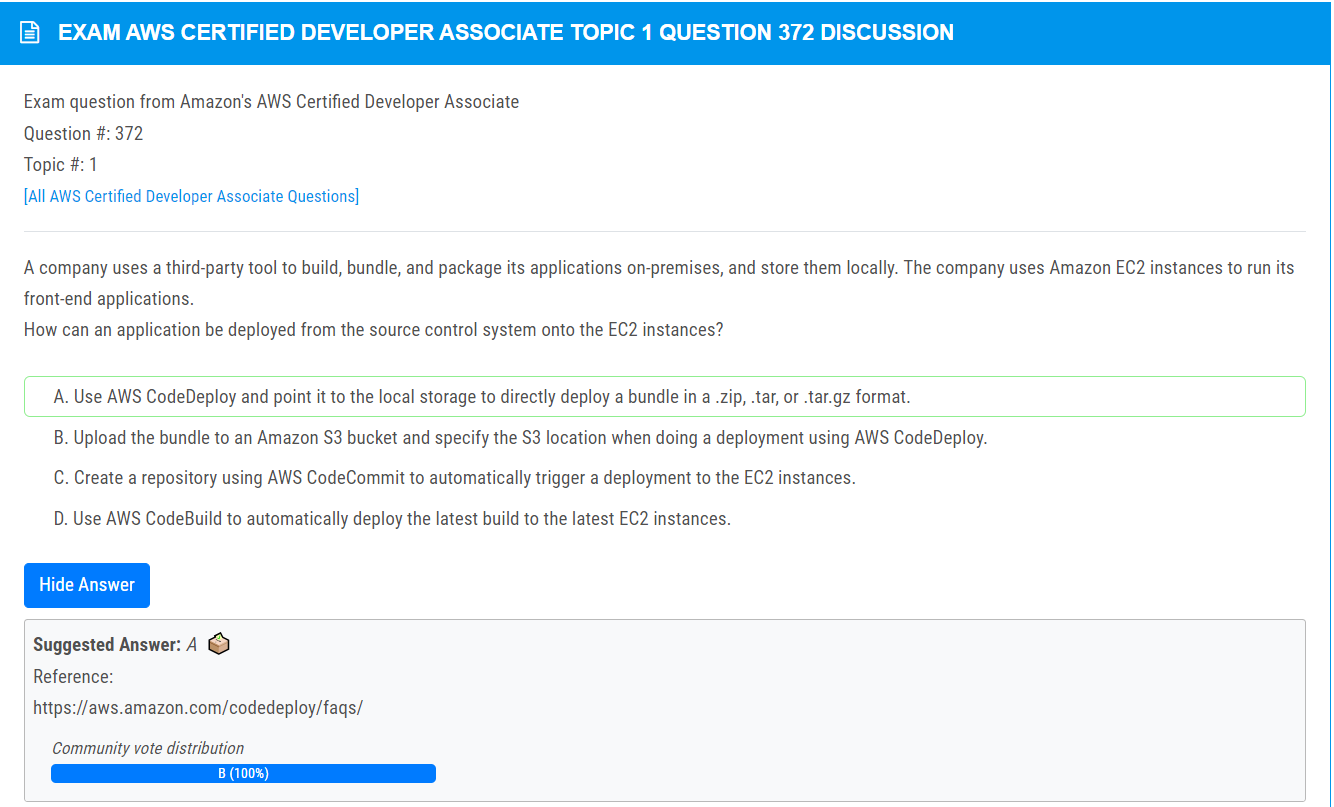 EXAM AWS CERTIFIED DEVELOPER ASSOCIATE TOPIC 1 QUESTION 372 DISCUSSION
Exam question from Amazon's AWS Certified Developer Associate
Question #: 372
Topic #: 1
[All AWS Certified Developer Associate Questions]
A company uses a third-party tool to build, bundle, and package its applications on-premises, and store them locally. The company uses Amazon EC2 instances to run its
front-end applications.
How can an application be deployed from the source control system onto the EC2 instances?
A. Use AWS CodeDeploy and point it to the local storage to directly deploy a bundle in a .zip, .tar, or .tar.gz format.
B. Upload the bundle to an Amazon S3 bucket and specify the S3 location when doing a deployment using AWS CodeDeploy.
C. Create a repository using AWS CodeCommit to automatically trigger a deployment to the EC2 instances.
D. Use AWS CodeBuild to automatically deploy the latest build to the latest EC2 instances.
Hide Answer
Suggested Answer: A
Reference:
https://aws.amazon.com/codedeploy/faqs/
Community vote distribution
B (100%)